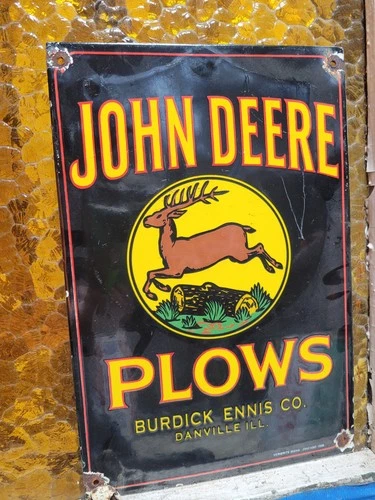 JOHN DEERE
PLOWS
BURDICK ENNIS CO.
DANVILLE ILL.